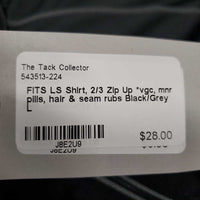 The Tack Collector
543513-224
FITS LS Shirt, 2/3 Zip Up *vgc, mnr
pills, hair & seam rubs Black/Grey
L
$28.00
J8E2U9
J8E2U9